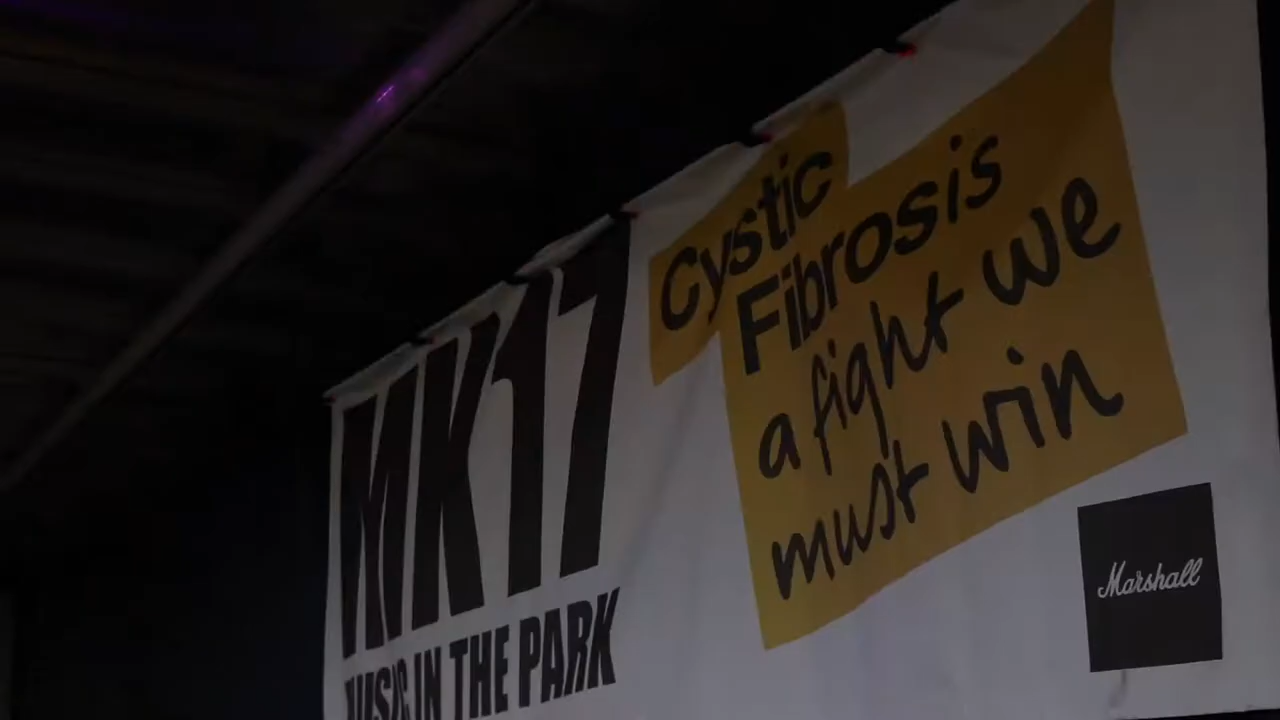 MK17
MUSIC IN THE PARK
Cystic
Fibrosis
a fight we
must win
Marshall